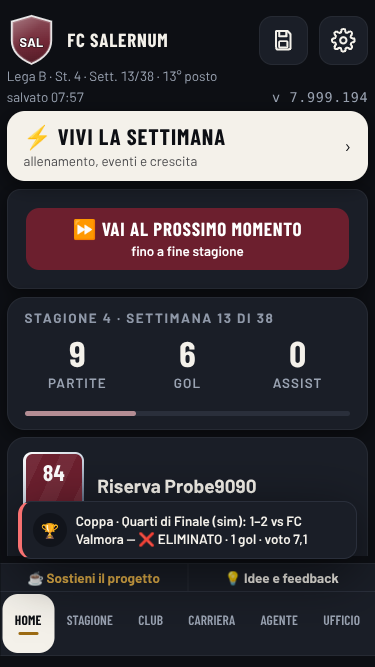 SAL
FC SALERNUM
Lega B · St. 4 · Sett. 13/38 · 13° posto
salvato 07:57
v 7.999.194
⚡ VIVI LA SETTIMANA
allenamento, eventi e crescita
›
⏩ VAI AL PROSSIMO MOMENTO
fino a fine stagione
STAGIONE 4 · SETTIMANA 13 DI 38
9 6 0
PARTITE GOL ASSIST
84
Riserva Probe9090
🏆 Coppa · Quarti di Finale (sim): 1–2 vs FC
Valmora — ❌ ELIMINATO · 1 gol · voto 7,1
☕ Sostieni il progetto 💡 Idee e feedback
HOME STAGIONE CLUB CARRIERA AGENTE UFFICIO